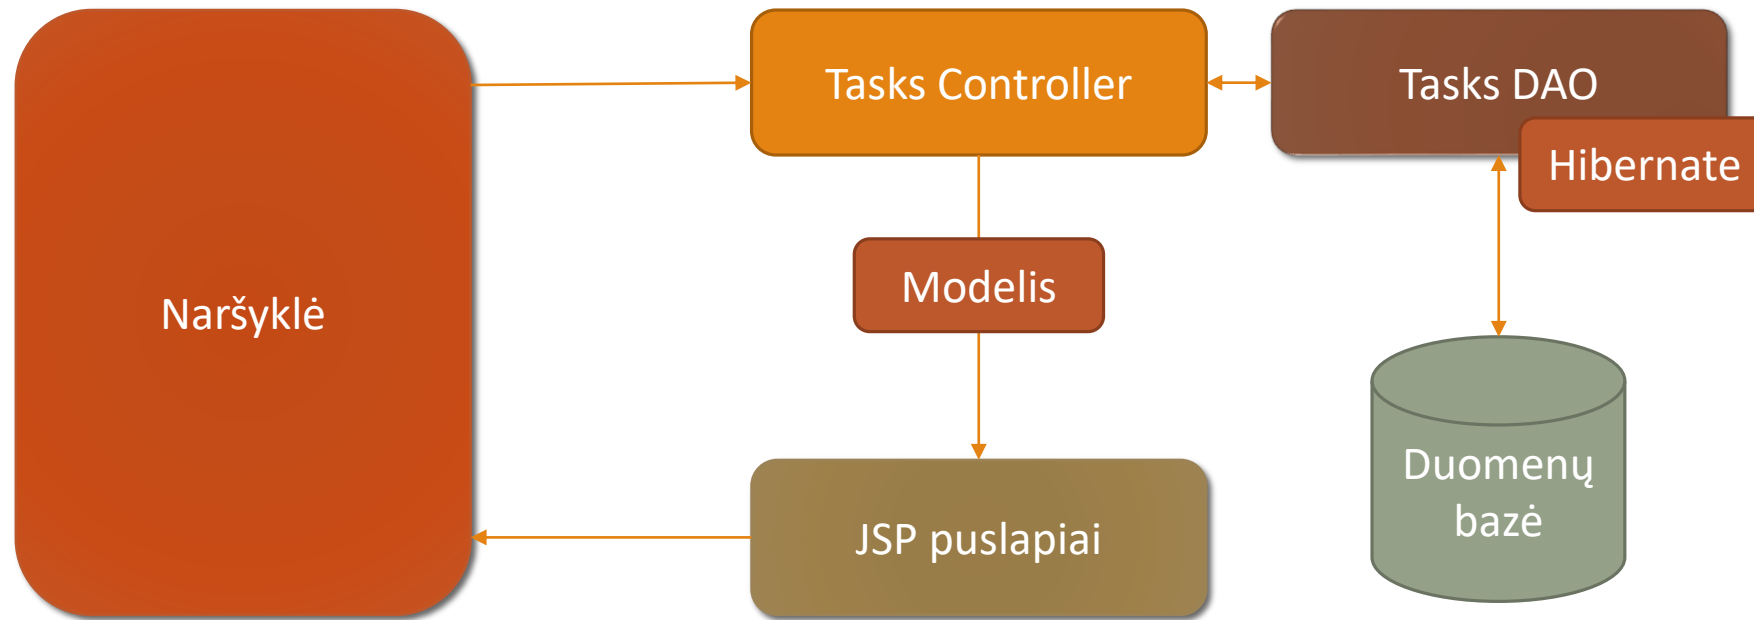 Naršyklė
Tasks Controller
Tasks DAO
Hibernate
Modelis
JSP puslapiai
Duomenų
bazė